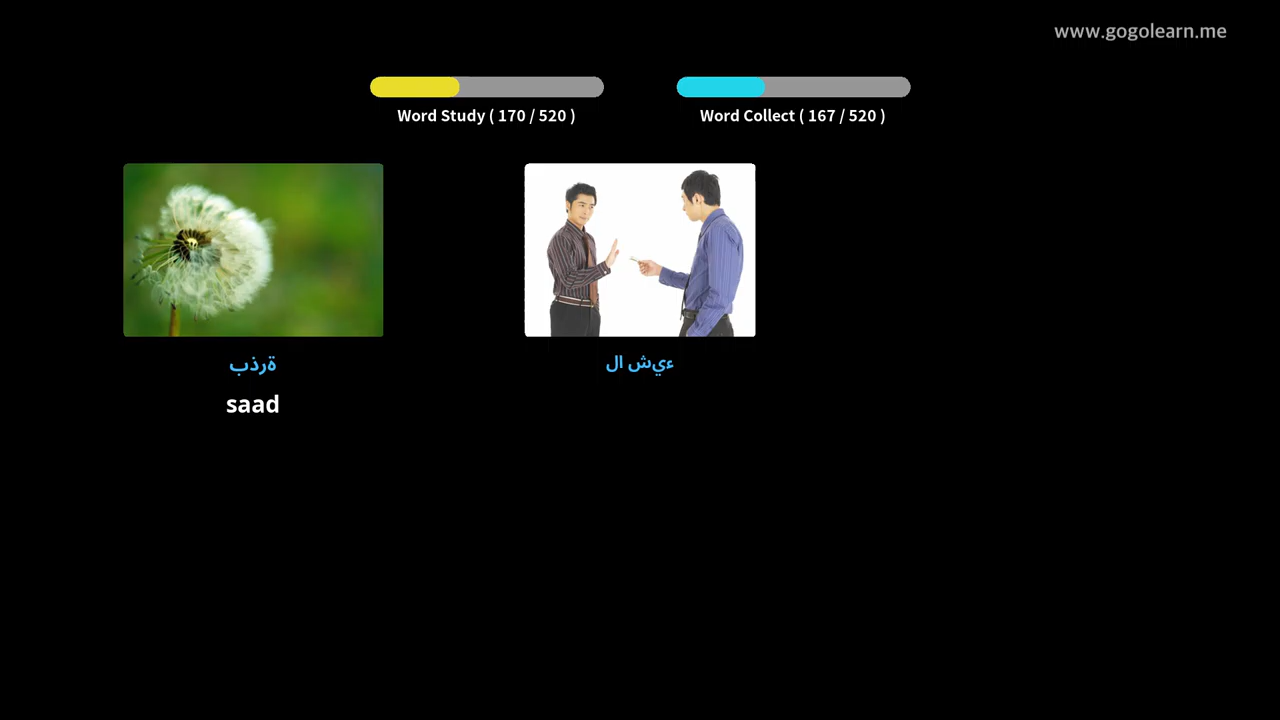 www.gogolearn.me
Word Study ( 170 / 520 )
Word Collect ( 167 / 520 )
ةرذب
ءيش ال
saad